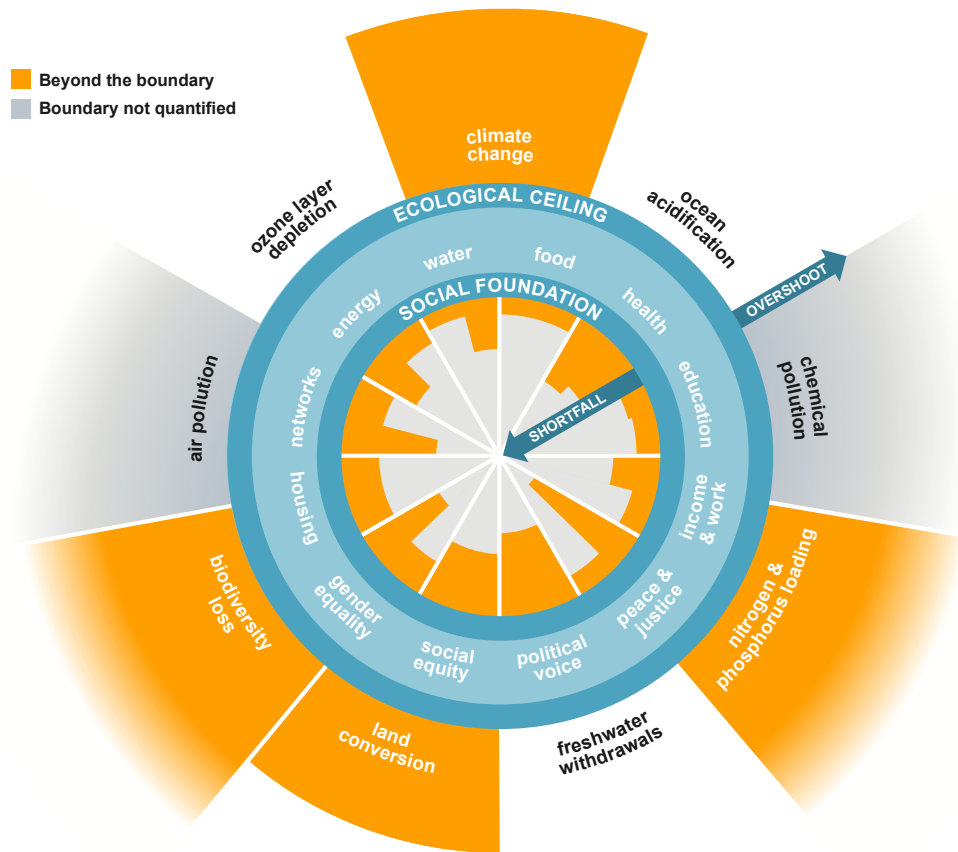 Beyond the boundary
Boundary not quantified
climate
change
ozone layer
depletion
ocean
acidification
ECOLOGICAL CEILING
OVERSHOOT
water
food
SOCIAL FOUNDATION
energy
health
networks
education
SHORTFALL
air pollution
chemical
pollution
housing
income
& work
gender
equality
peace &
justice
social
equity
political
voice
biodiversity
loss
nitrogen &
phosphorus loading
land
conversion
freshwater
withdrawals